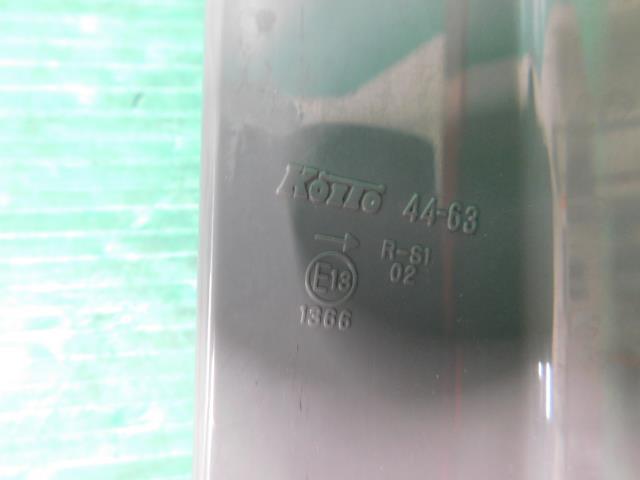 KOITO 44-63
→ R-S1
E13 02
1366